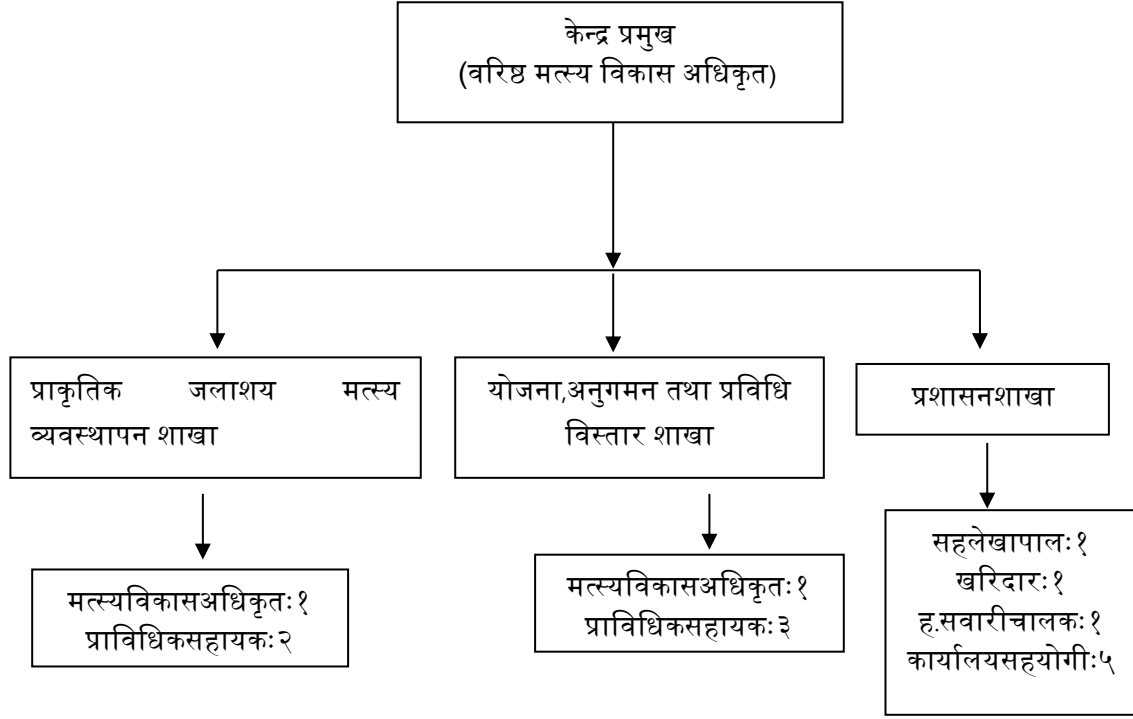 केन्द्र प्रमुख
(वरिष्ठ मत्स्य विकास अधिकृत)
प्राकृतिक जलाशय मत्स्य
व्यवस्थापन शाखा
योजना,अनुगमन तथा प्रविधि
विस्तार शाखा
प्रशासनशाखा
मत्स्यविकासअधिकृतः१
प्राविधिकसहायकः२
मत्स्यविकासअधिकृतः१
प्राविधिकसहायकः३
सहलेखापालः१
खरिदारः१
ह.सवारीचालकः१
कार्यालयसहयोगीः५